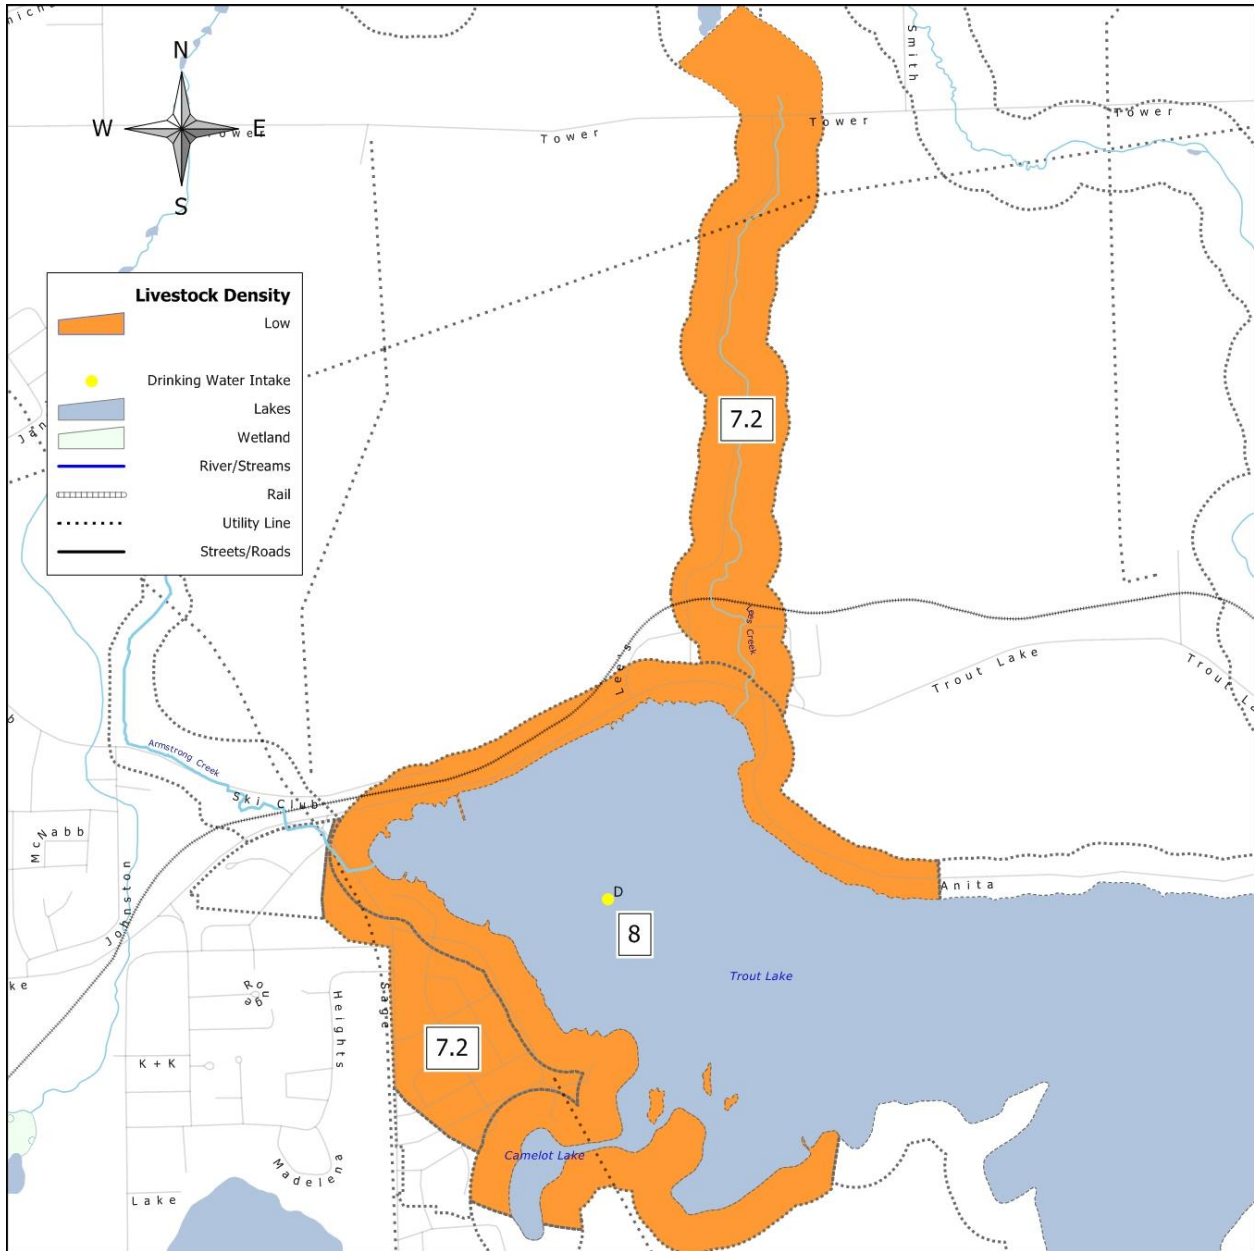 N
W
E
S
Tower
Tower
Tower
Tower
Smith
Livestock Density
Low
Drinking Water Intake
Lakes
Wetland
River/Streams
Rail
Utility Line
Streets/Roads
7.2
Lees Creek
Lee's
Trout Lake
Armstrong Creek
Ski Club
McNabb
Johnston
Anita
D
8
Trout Lake
Sage
Heights
7.2
K + K
Camelot Lake
Madelena
Lake